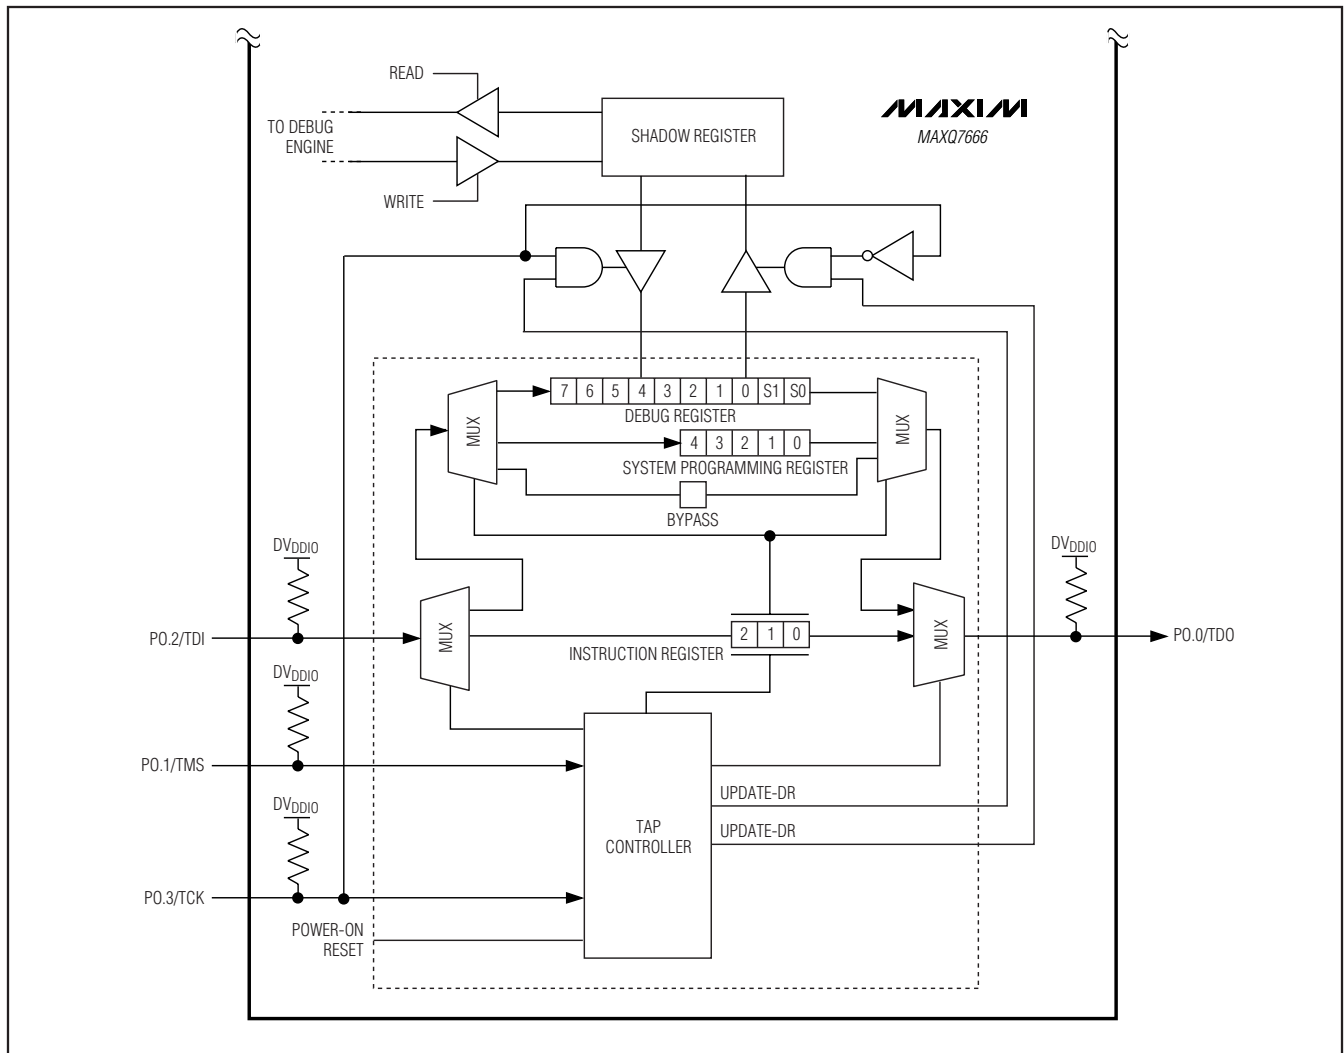 READ
TO DEBUG
ENGINE
WRITE
SHADOW REGISTER
MAXIM
MAXQ7666
MUX
7 6 5 4 3 2 1 0 S1 S0
DEBUG REGISTER
4 3 2 1 0
SYSTEM PROGRAMMING REGISTER
BYPASS
MUX
DVDDIO
P0.2/TDI
MUX
2 1 0
INSTRUCTION REGISTER
MUX
DVDDIO
P0.0/TDO
DVDDIO
P0.1/TMS
DVDDIO
P0.3/TCK
POWER-ON
RESET
TAP
CONTROLLER
UPDATE-DR
UPDATE-DR